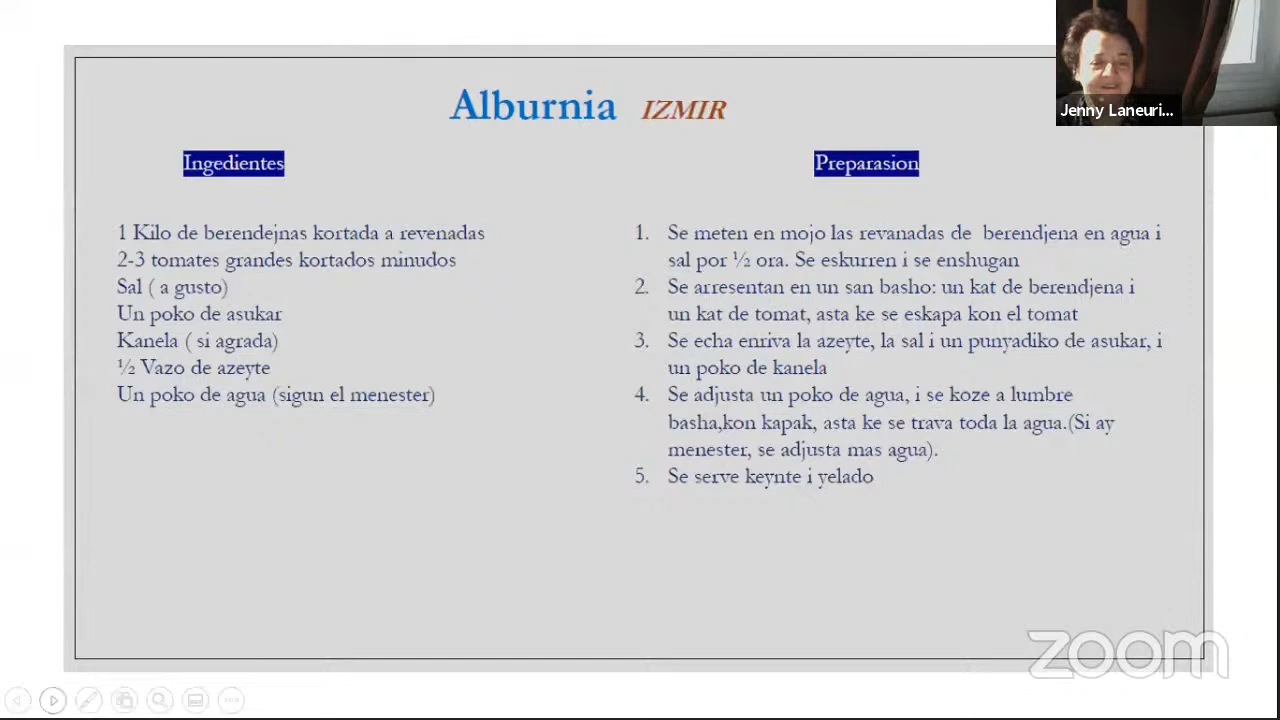 Alburnia IZMIR
Jenny Laneuri...
Ingedientes
1 Kilo de berendejnas kortada a revenadas
2-3 tomates grandes kortados minudos
Sal ( a gusto)
Un poko de asukar
Kanela ( si agrada)
½ Vazo de azeyte
Un poko de agua (sigun el menester)
Preparasion
1. Se meten en mojo las revanadas de berendjena en agua i
sal por ½ ora. Se eskurren i se enshugan
2. Se arresentan en un san basho: un kat de berendjena i
un kat de tomat, asta ke se eskapa kon el tomat
3. Se echa enriva la azeyte, la sal i un punyadiko de asukar, i
un poko de kanela
4. Se adjusta un poko de agua, i se koze a lumbre
basha,kon kapak, asta ke se trava toda la agua.(Si ay
menester, se adjusta mas agua).
5. Se serve keynte i yelado
zoom